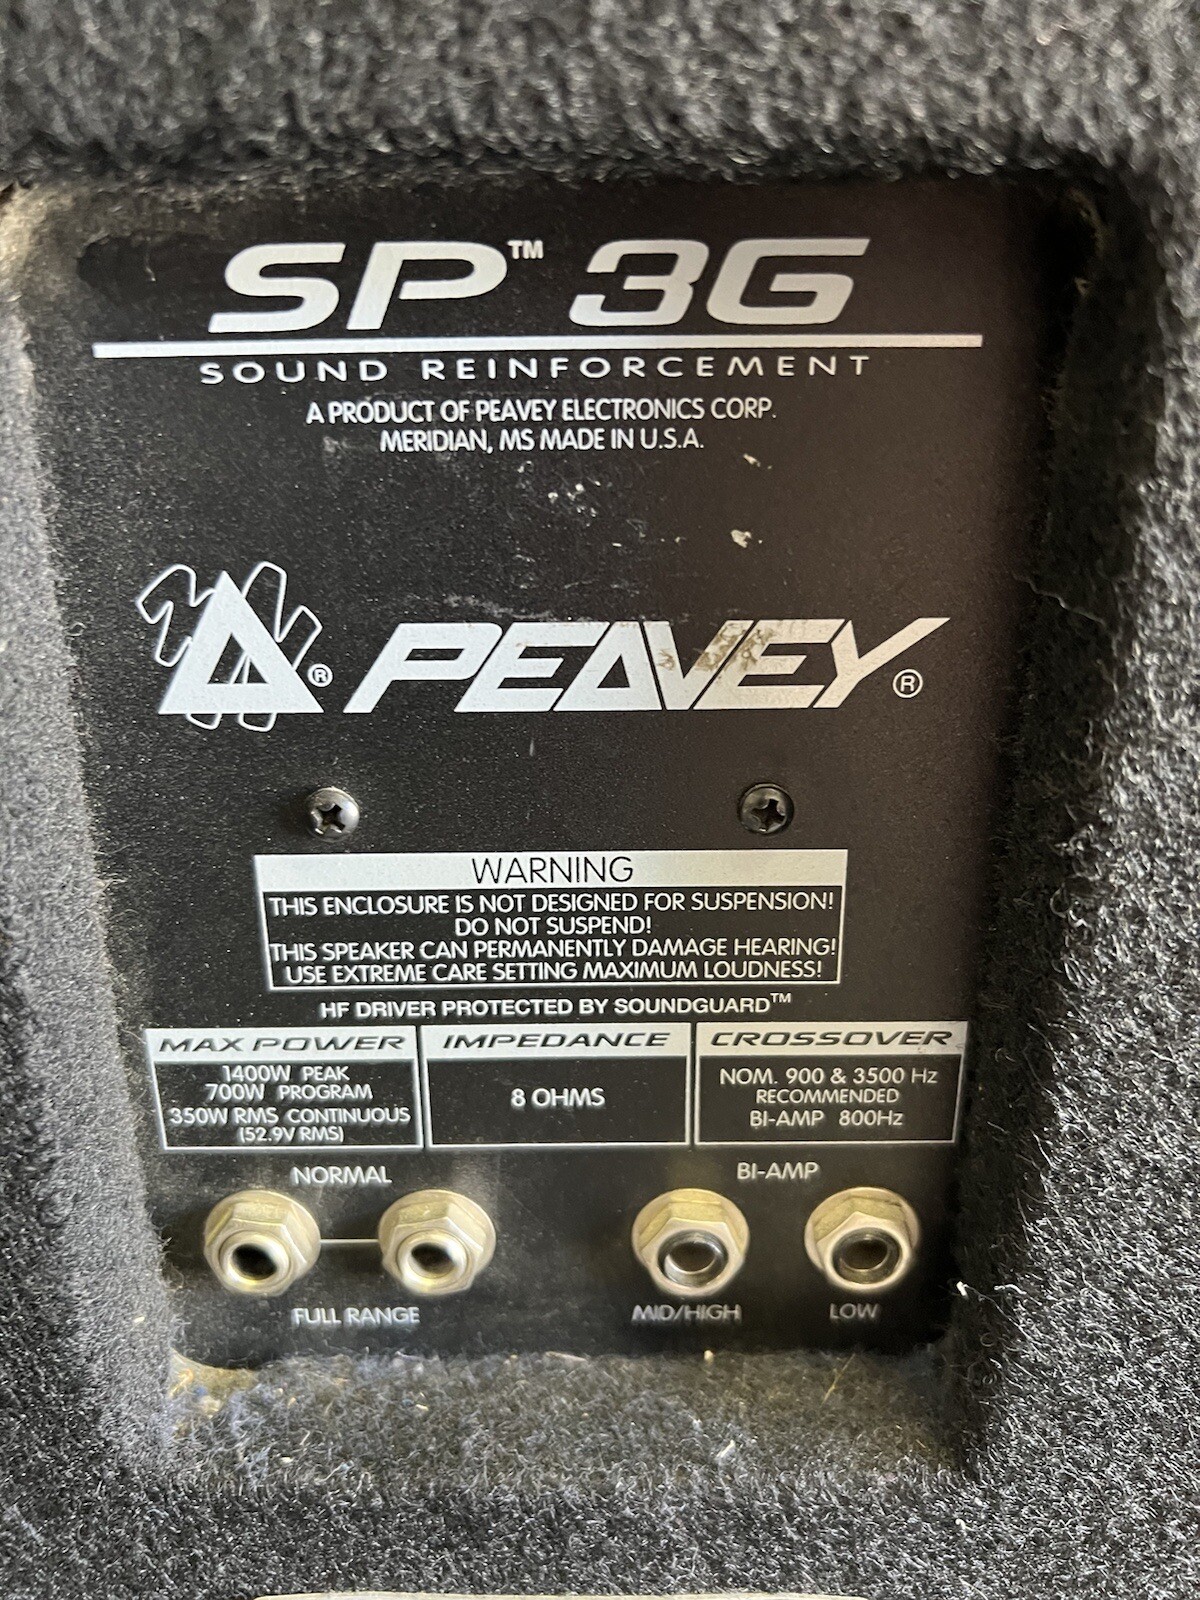 SP™ 3G
SOUND REINFORCEMENT
A PRODUCT OF PEAVEY ELECTRONICS CORP.
MERIDIAN, MS MADE IN U.S.A.
® PEAVEY®
WARNING
THIS ENCLOSURE IS NOT DESIGNED FOR SUSPENSION!
DO NOT SUSPEND!
THIS SPEAKER CAN PERMANENTLY DAMAGE HEARING!
USE EXTREME CARE SETTING MAXIMUM LOUDNESS!
HF DRIVER PROTECTED BY SOUNDGUARD™
MAX POWER
1400W PEAK
700W PROGRAM
350W RMS CONTINUOUS
(52.9V RMS)
IMPEDANCE
8 OHMS
CROSSOVER
NOM. 900 & 3500 Hz
RECOMMENDED
BI-AMP 800Hz
NORMAL
FULL RANGE
BI-AMP
MID/HIGH
LOW